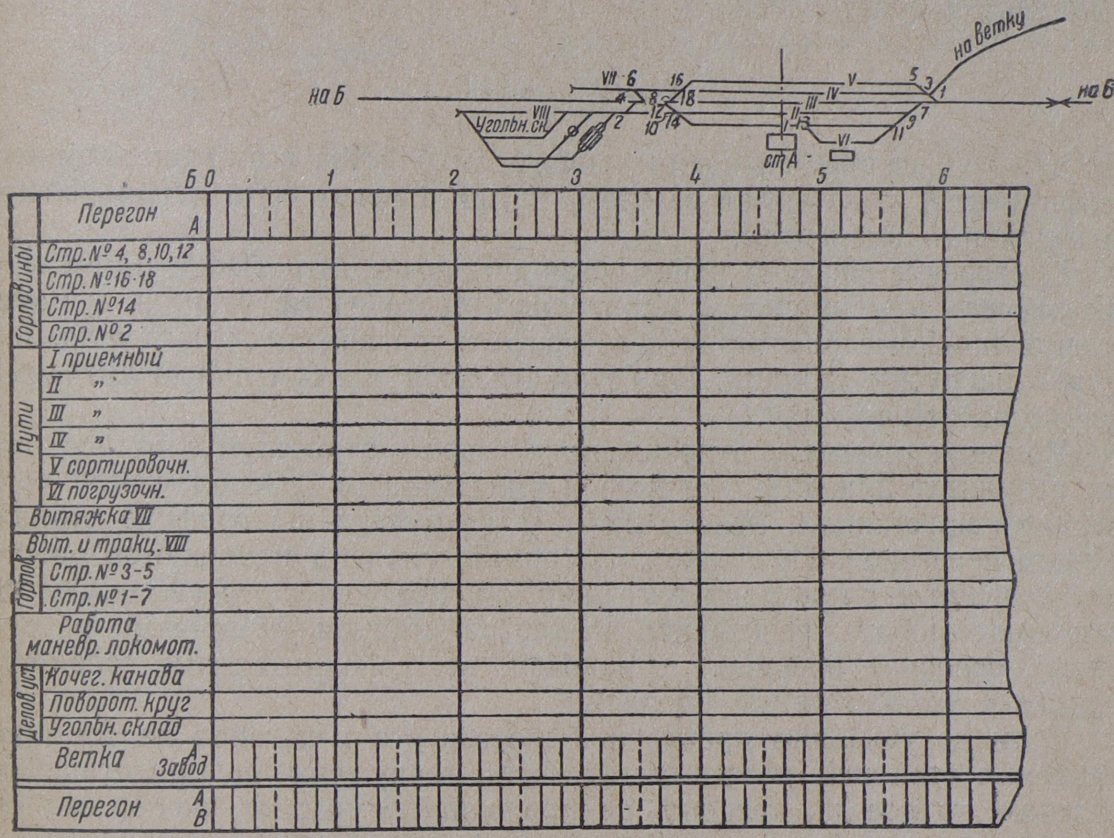 на ветку
на Б
VII 6 16 V 5 3
4 8 18 IV 1
на В
VIII 12 III 7
Угольн. ск. 2 10 14 I II 13 9
VI 11
ст А
Б 0 1 2 3 4 5 6
Перегон А
Горловины
Стр. № 4, 8, 10, 12
Стр. № 16-18
Стр. № 14
Стр. № 2
Пути
I приемный
II "
III "
IV "
V сортировочн.
VI погрузочн.
Вытяжка VII
Выт. и тракц. VIII
Горлов.
Стр. № 3-5
Стр. № 1-7
Работа
маневр. локомот.
Делов. уст.
Кочег. канава
Поворот. круг
Угольн. склад
Ветка А
Завод
Перегон А
В